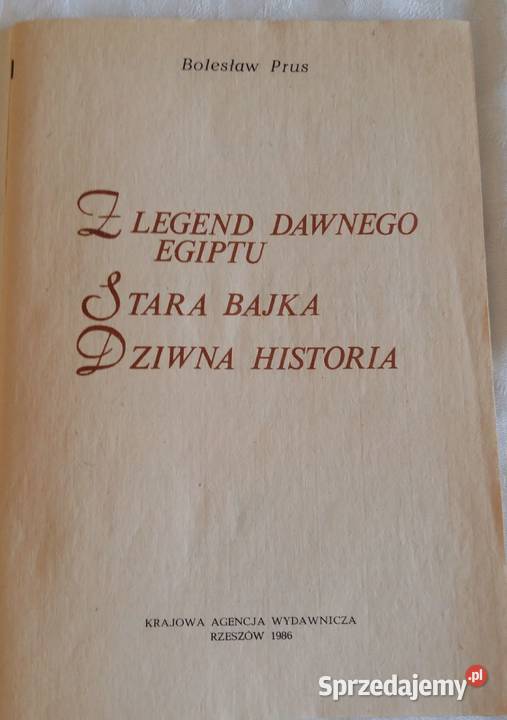 Bolesław Prus
Z LEGEND DAWNEGO
EGIPTU
STARA BAJKA
DZIWNA HISTORIA
KRAJOWA AGENCJA WYDAWNICZA
RZESZÓW 1986
Sprzedajemy.pl